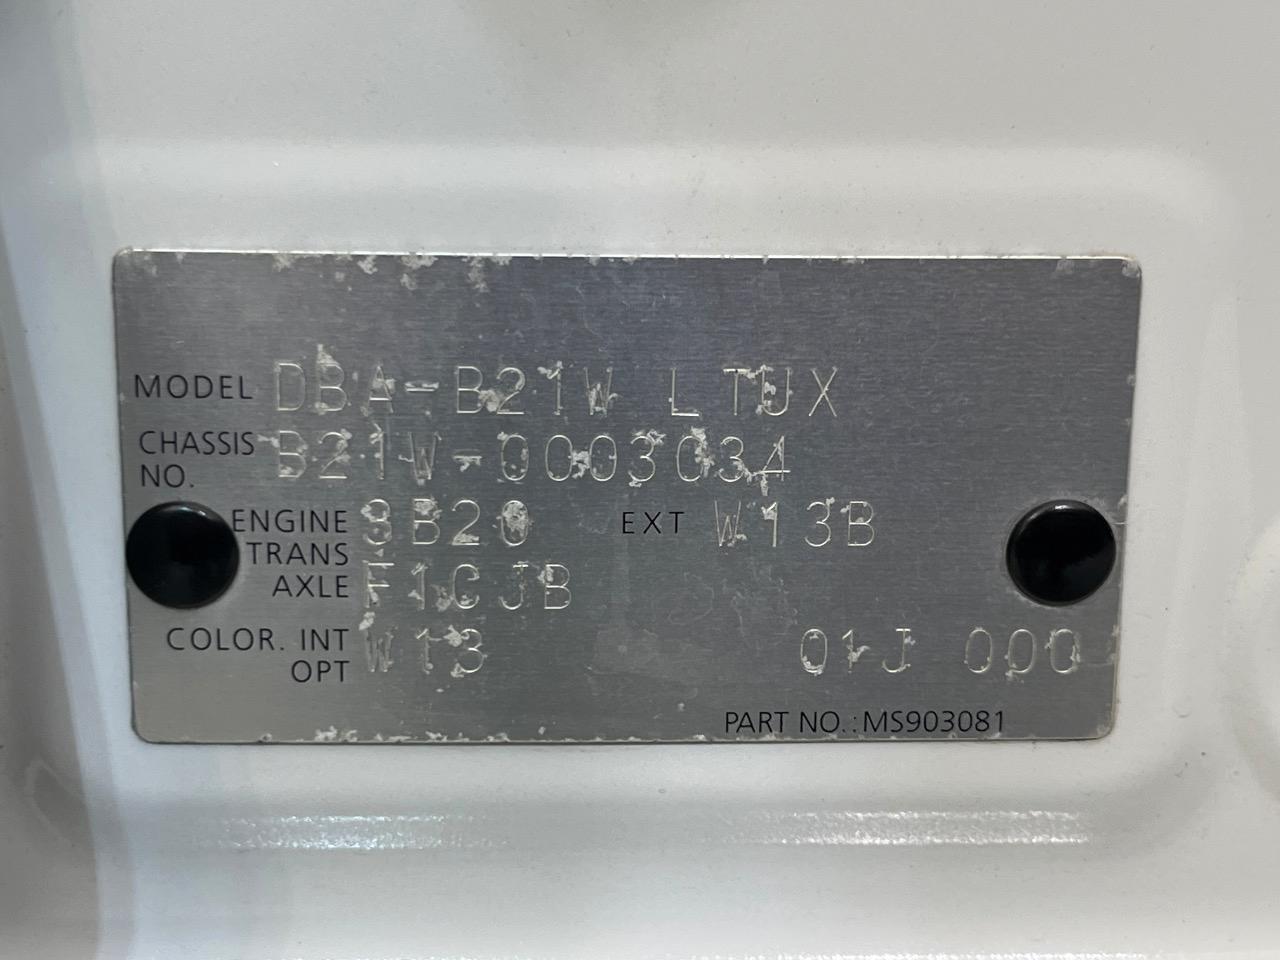 MODEL DBA-B21W LTUX
CHASSIS NO. B21W-0003034
ENGINE 3B20 EXT W13B
TRANS AXLE F1CJB
COLOR. INT OPT W13 01J 000
PART NO.: MS903081